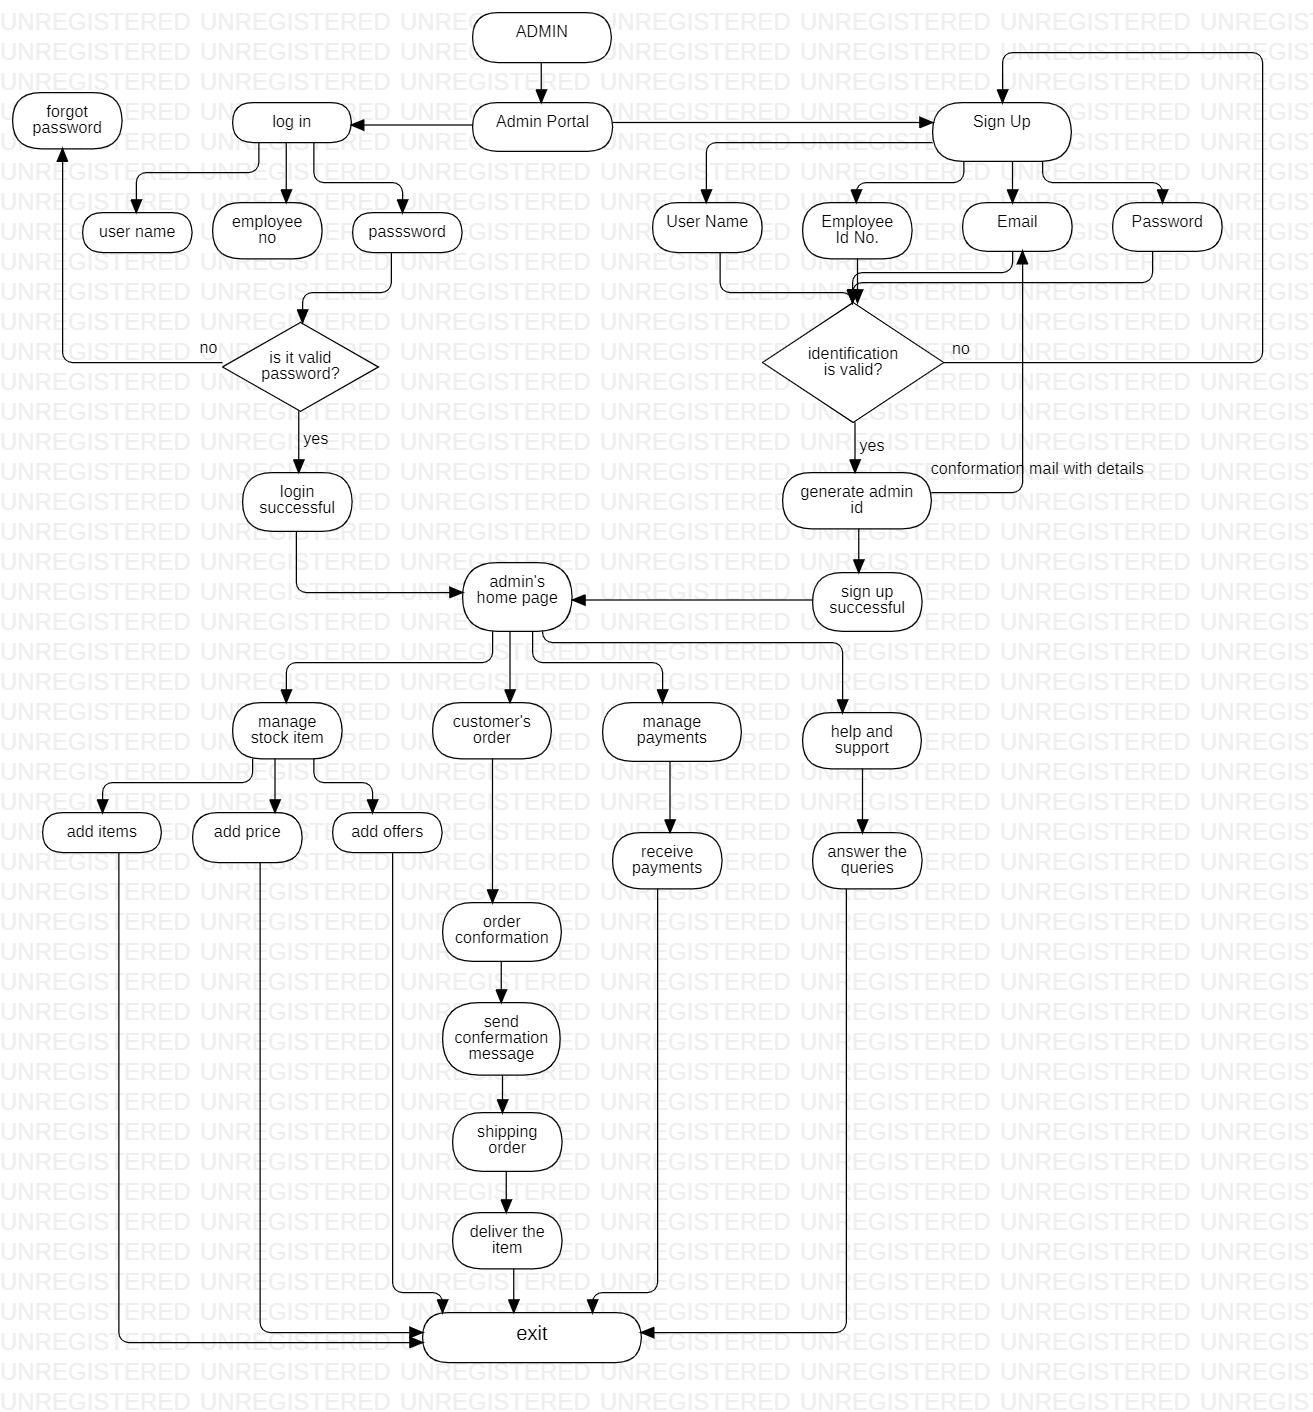 ADMIN
Admin Portal
forgot
password
log in
Sign Up
user name
employee
no
passsword
User Name
Employee
Id No.
Email
Password
no
is it valid
password?
yes
identification
is valid?
no
yes
conformation mail with details
login
successful
generate admin
id
admin's
home page
sign up
successful
manage
stock item
customer's
order
manage
payments
help and
support
add items
add price
add offers
receive
payments
answer the
queries
order
conformation
send
confermation
message
shipping
order
deliver the
item
exit
UNREGISTERED